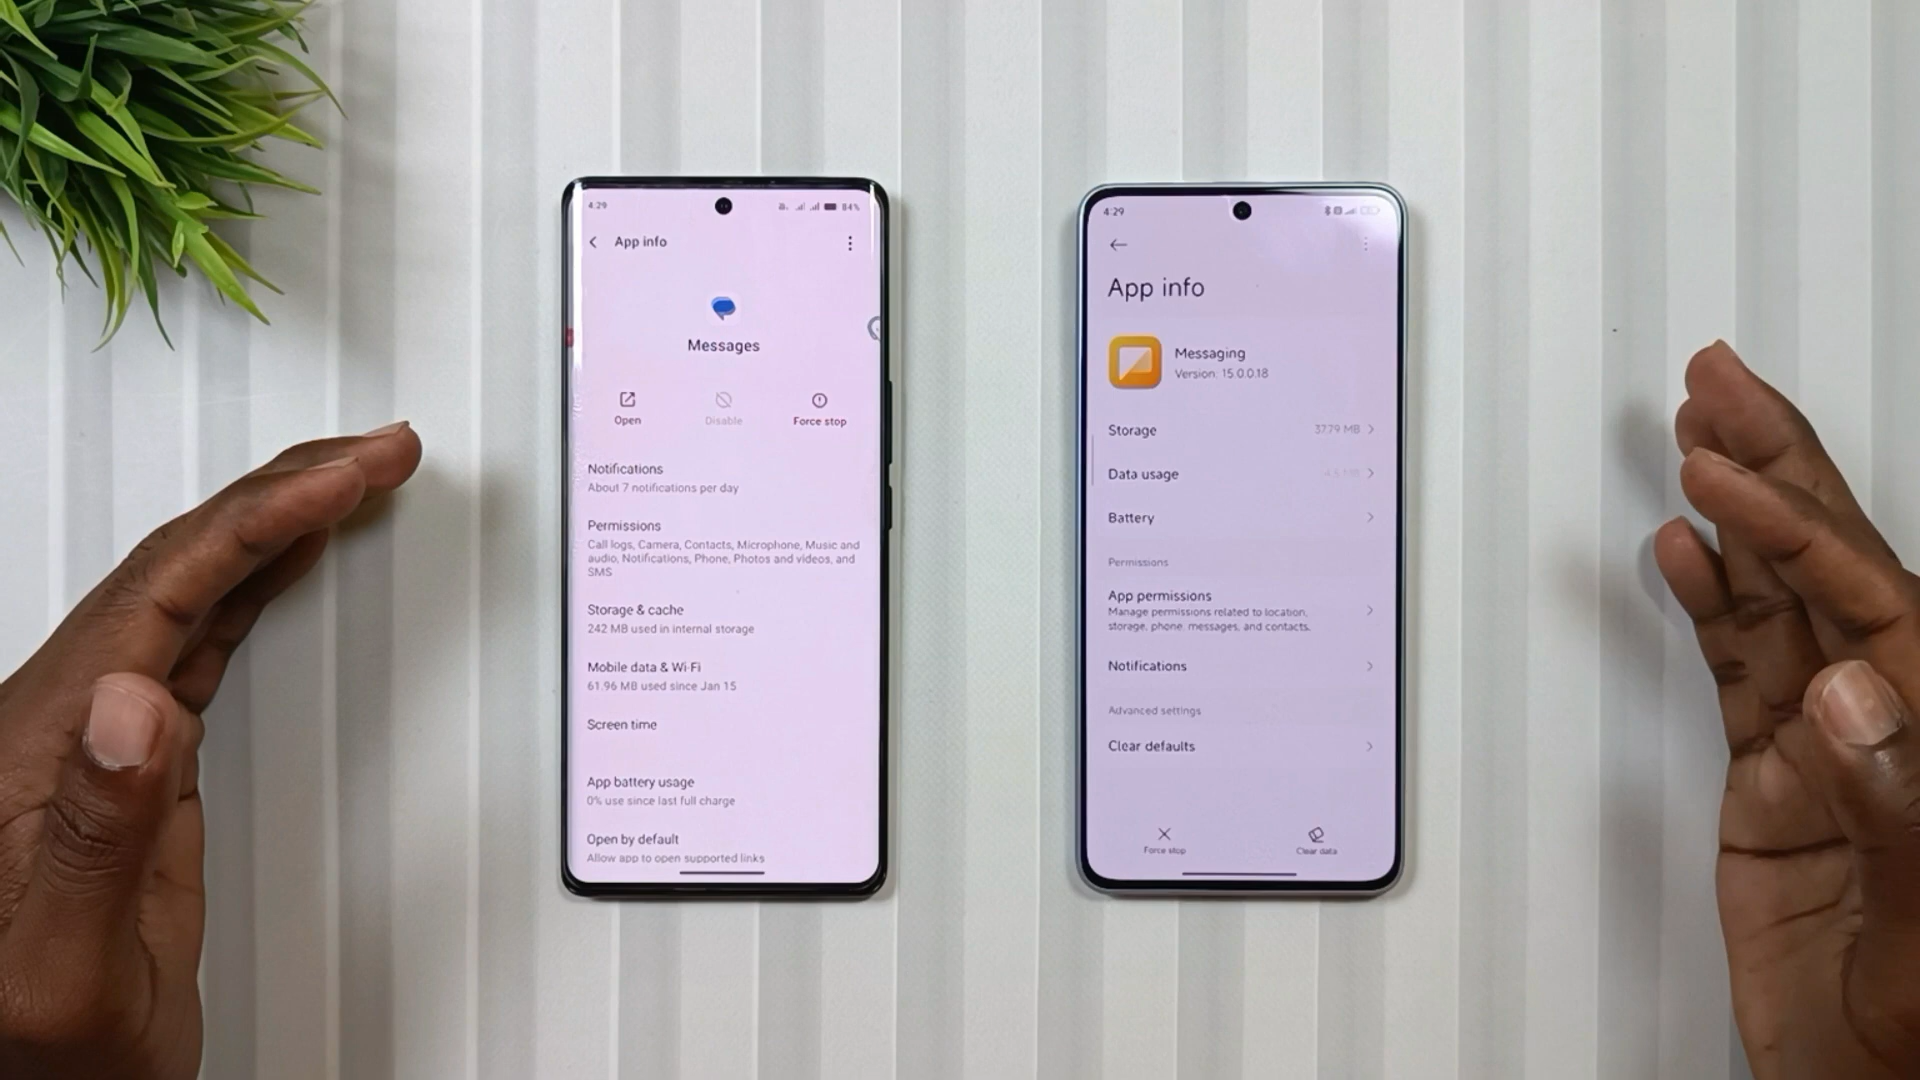 4:29
84%
App info
Messages
Open
Disable
Force stop
Notifications
About 7 notifications per day
Permissions
Call logs, Camera, Contacts, Microphone, Music and
audio, Notifications, Phone, Photos and videos, and
SMS
Storage & cache
242 MB used in internal storage
Mobile data & Wi-Fi
61.96 MB used since Jan 15
Screen time
App battery usage
0% use since last full charge
Open by default
Allow app to open supported links
4:29
App info
Messaging
Version: 15.0.0.18
Storage
37.79 MB
Data usage
Battery
Permissions
App permissions
Manage permissions related to location,
storage, phone, messages, and contacts.
Notifications
Advanced settings
Clear defaults
Force stop
Clear data